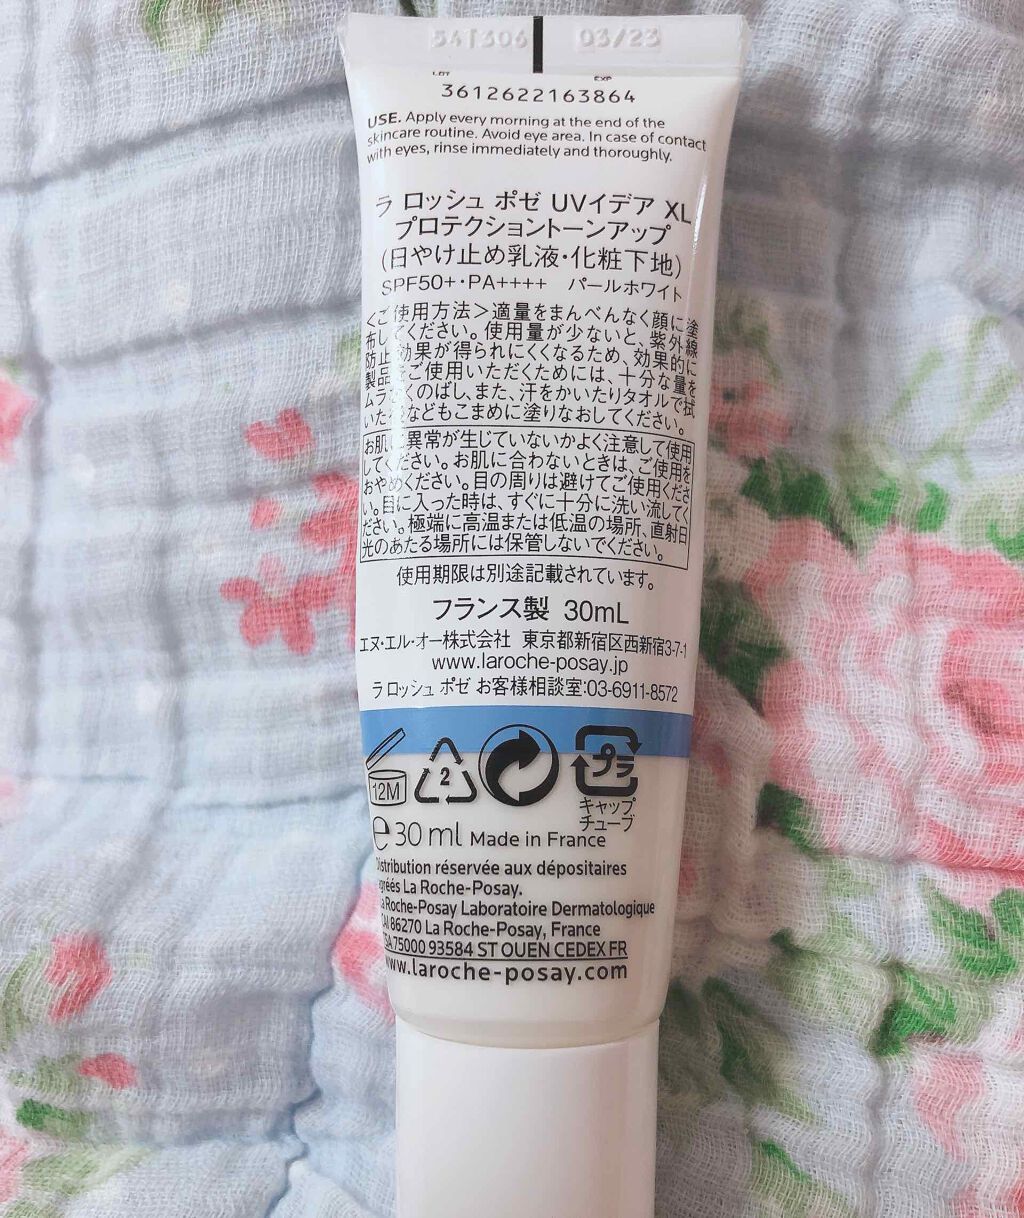 54T306 03/23
LOT EXP
3612622163864
USE. Apply every morning at the end of the
skincare routine. Avoid eye area. In case of contact
with eyes, rinse immediately and thoroughly.
ラ ロッシュ ポゼ UVイデア XL
プロテクショントーンアップ
(日やけ止め乳液・化粧下地)
SPF50+・PA++++ パールホワイト
<ご使用方法>適量をまんべんなく顔に塗
布してください。使用量が少ないと、紫外線
防止効果が得られにくくなるため、効果的に
製品をご使用いただくためには、十分な量を
ムラなくのばし、また、汗をかいたりタオルで拭
いた後などもこまめに塗りなおしてください。
お肌に異常が生じていないかよく注意して使用
してください。お肌に合わないときは、ご使用を
おやめください。目の周りは避けてご使用くださ
い。目に入った時は、すぐに十分に洗い流してく
ださい。極端に高温または低温の場所、直射日
光のあたる場所には保管しないでください。
使用期限は別途記載されています。
フランス製 30mL
エヌ・エル・オー株式会社 東京都新宿区西新宿3-7-1
www.laroche-posay.jp
ラ ロッシュ ポゼ お客様相談室:03-6911-8572
12M 2 プラ
キャップ
チューブ
℮ 30 ml Made in France
distribution réservée aux dépositaires
agréés La Roche-Posay.
La Roche-Posay Laboratoire Dermatologique
CAI 86270 La Roche-Posay, France
TSA 75000 93584 ST OUEN CEDEX FR
www.laroche-posay.com